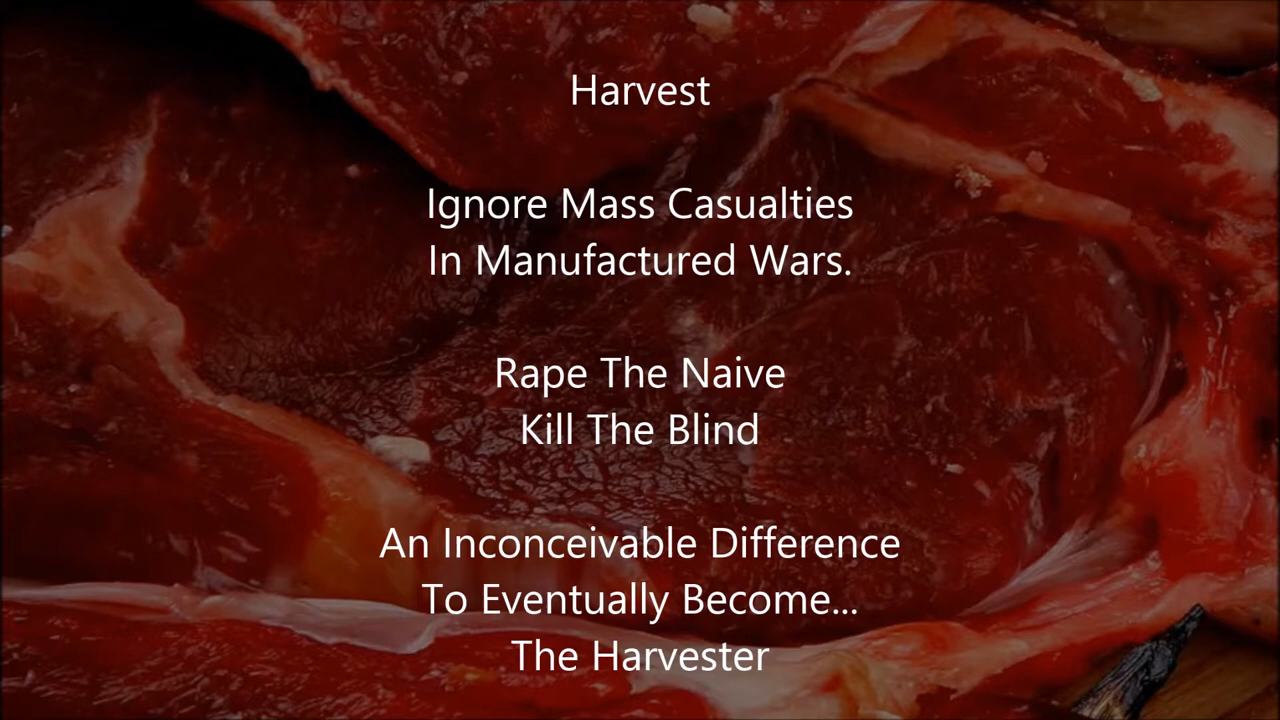 Harvest
Ignore Mass Casualties
In Manufactured Wars.
Rape The Naive
Kill The Blind
An Inconceivable Difference
To Eventually Become...
The Harvester